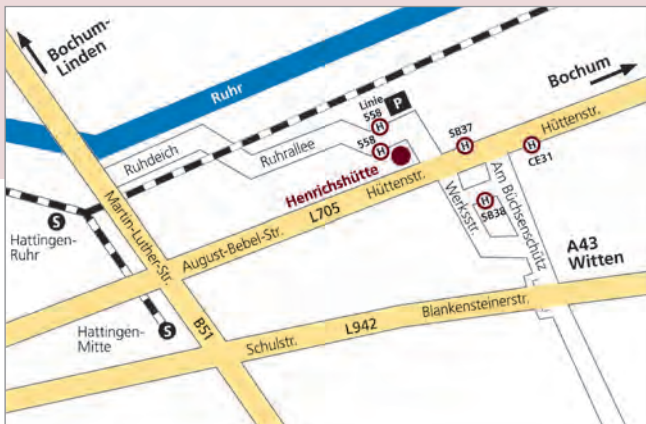 Bochum-
Linden
Bochum
Ruhr
Linie
558
P
H
558
H
SB37
H
Hüttenstr.
H
CE31
Ruhdeich
Ruhrallee
Henrichshütte
Hüttenstr.
Werksstr.
Am Büchsenschütz
H
SB38
L705
August-Bebel-Str.
Martin-Luther-Str.
S
Hattingen-
Ruhr
A43
Witten
Hattingen-
Mitte
S
B51
Schulstr.
L942
Blankensteinerstr.